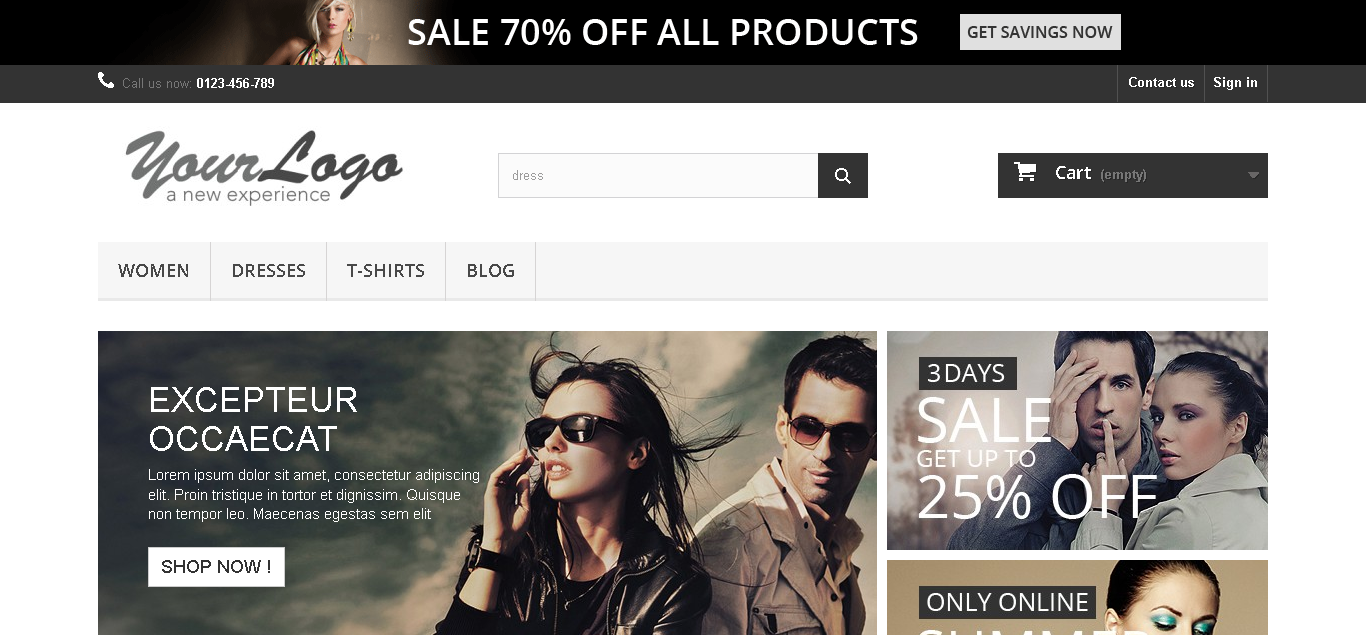 SALE 70% OFF ALL PRODUCTS
GET SAVINGS NOW
Call us now: 0123-456-789
Contact us
Sign in
YourLogo
a new experience
dress
Cart (empty)
WOMEN
DRESSES
T-SHIRTS
BLOG
EXCEPTEUR
OCCAECAT
Lorem ipsum dolor sit amet, consectetur adipiscing
elit. Proin tristique in tortor et dignissim. Quisque
non tempor leo. Maecenas egestas sem elit
SHOP NOW !
3DAYS
SALE
GET UP TO
25% OFF
ONLY ONLINE